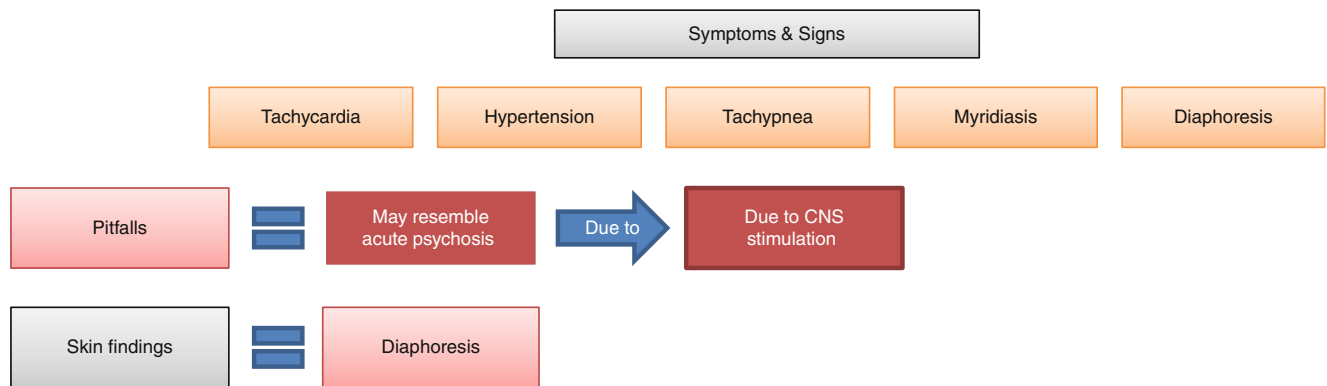 Symptoms & Signs
Tachycardia
Hypertension
Tachypnea
Myridiasis
Diaphoresis
Pitfalls
May resemble
acute psychosis
Due to
Due to CNS
stimulation
Skin findings
Diaphoresis